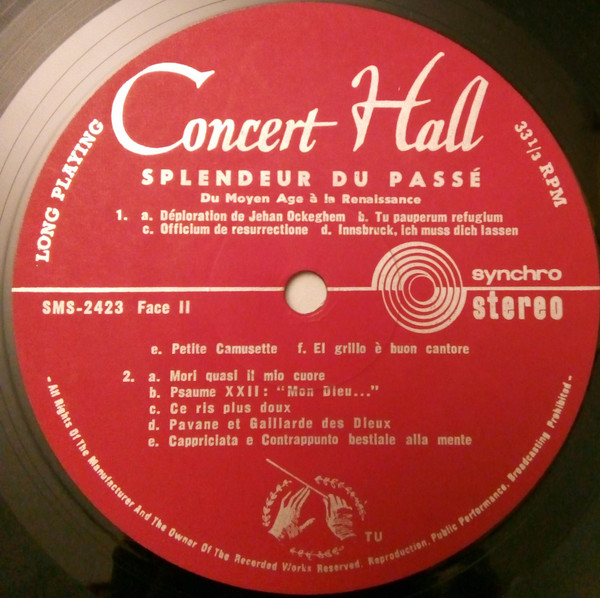 Concert Hall
LONG PLAYING
33 1/3 RPM
SPLENDEUR DU PASSÉ
Du Moyen Age à la Renaissance
1. a. Déploration de Jehan Ockeghem b. Tu pauperum refugium
c. Officium de resurrectione d. Innsbruck, ich muss dich lassen
synchro
SMS-2423 Face II
stereo
e. Petite Camusette f. El grillo è buon cantore
2. a. Mori quasi il mio cuore
b. Psaume XXII: "Mon Dieu..."
c. Ce ris plus doux
d. Pavane et Gaillarde des Dieux
e. Cappriciata e Contrappunto bestiale alla mente
TU
- All Rights Of The Manufacturer And The Owner Of The Recorded Works Reserved. Reproduction, Public Performance, Broadcasting Prohibited -